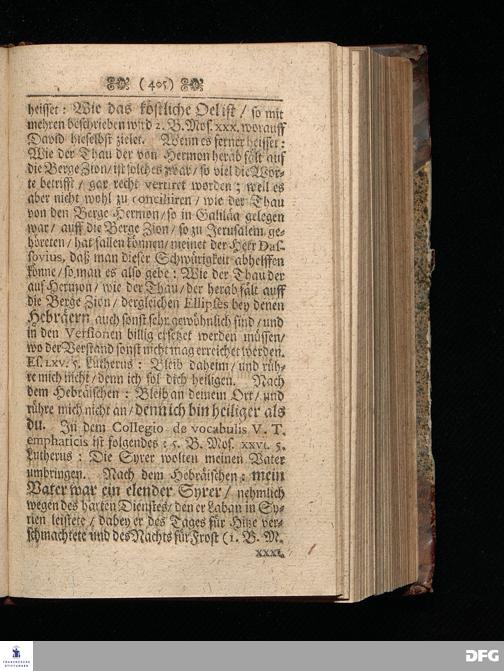 (405)
heisset: Wie das köstliche Oel ist / so mit
mehren beschrieben wird 2. B. Mos. XXX. worauff
David hieselbst zielet. Wenn es ferner heisset:
Wie der Thau der von Hermon herab fält auf
die Berge Zion / ist solches zwar / so viel die Wor-
te betrifft / gar recht vertiret worden; weil es
aber nicht wohl zu conciliiren / wie der Thau
von den Berge Hermon / so in Galiläa gelegen
war / auff die Berge Zion / so zu Jerusalem ge-
höreten / hat fallen können / meinet der Herr Das-
sovius, daß man dieser Schwürigkeit abhelffen
könne / so man es also gebe: Wie der Thau der
auf Hermon / wie der Thau / der herab fält auff
die Berge Zion / dergleichen Ellipses bey denen
Hebräern auch sonst sehr gewöhnlich sind / und
in den Versionen billig ersetzet werden müssen /
wo der Verstand sonst nicht mag erreichet werden.
Es. LXV. 5. Lutherus: Bleib daheim / und rüh-
re mich nicht / denn ich sol dich heiligen. Nach
dem Hebräischen: Bleib an deinem Ort / und
rühre mich nicht an / denn ich bin heiliger als
du. In dem Collegio de vocabulis V. T.
emphaticis ist folgendes: 5. B. Mos. XXVI. 5.
Lutherus: Die Syrer wolten meinen Vater
umbringen. Nach dem Hebräischen: mein
Vater war ein elender Syrer / nehmlich
wegen des harten Dienstes / den er Laban in Sy-
rien leistete / dabey er des Tages für Hitze ver-
schmachtete und des Nachts für Frost (1. B. M.
XXXI.
FRANCKESCHE
STIFTUNGEN
DFG